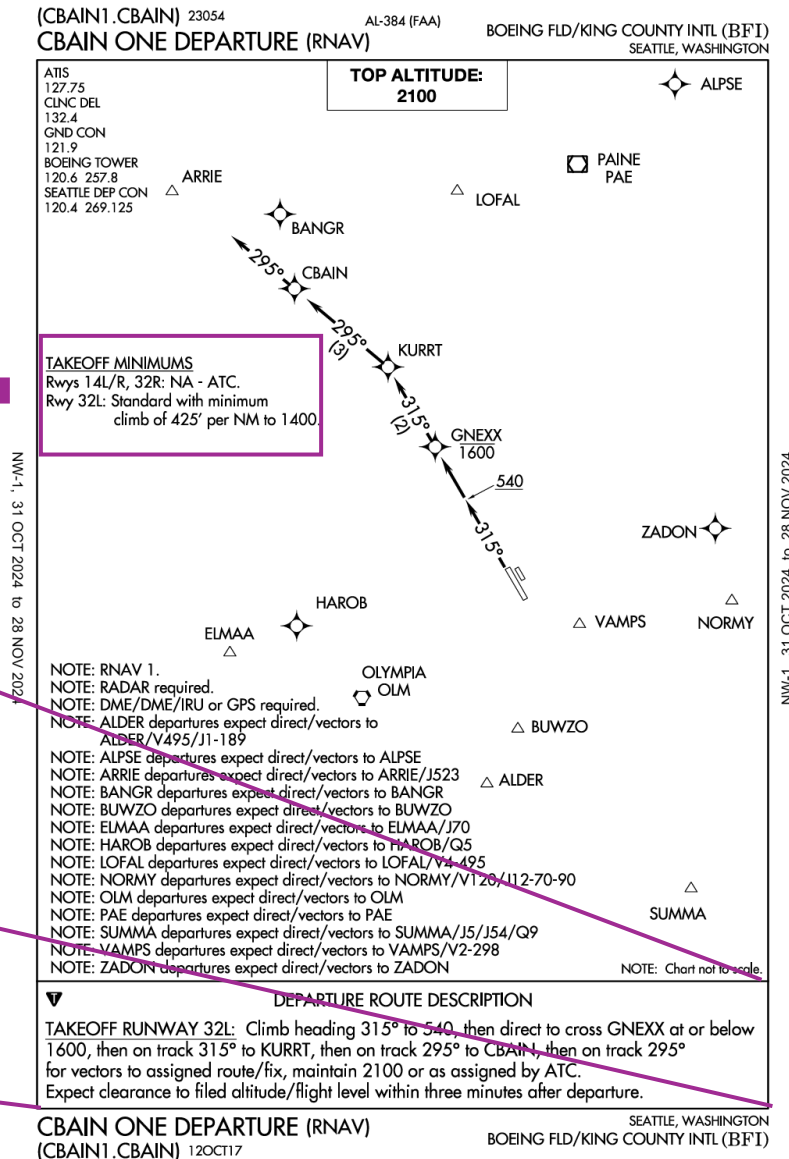 (CBAIN1.CBAIN) 23054
AL-384 (FAA)
BOEING FLD/KING COUNTY INTL (BFI)
CBAIN ONE DEPARTURE (RNAV)
SEATTLE, WASHINGTON
ATIS
127.75
CLNC DEL
132.4
GND CON
121.9
BOEING TOWER
120.6 257.8
SEATTLE DEP CON
120.4 269.125
TOP ALTITUDE:
2100
ALPSE
PAINE
PAE
ARRIE
LOFAL
BANGR
295°
CBAIN
295°
(3)
KURRT
TAKEOFF MINIMUMS
Rwys 14L/R, 32R: NA - ATC.
Rwy 32L: Standard with minimum
climb of 425' per NM to 1400.
315°
(2)
GNEXX
1600
540
315°
ZADON
NORMY
VAMPS
HAROB
ELMAA
OLYMPIA
OLM
BUWZO
ALDER
SUMMA
NW-1, 31 OCT 2024 to 28 NOV 2024
NW-1, 31 OCT 2024 to 28 NOV 2024
NOTE: RNAV 1.
NOTE: RADAR required.
NOTE: DME/DME/IRU or GPS required.
NOTE: ALDER departures expect direct/vectors to
ALDER/V495/J1-189
NOTE: ALPSE departures expect direct/vectors to ALPSE
NOTE: ARRIE departures expect direct/vectors to ARRIE/J523
NOTE: BANGR departures expect direct/vectors to BANGR
NOTE: BUWZO departures expect direct/vectors to BUWZO
NOTE: ELMAA departures expect direct/vectors to ELMAA/J70
NOTE: HAROB departures expect direct/vectors to HAROB/Q5
NOTE: LOFAL departures expect direct/vectors to LOFAL/V4-495
NOTE: NORMY departures expect direct/vectors to NORMY/V120/J12-70-90
NOTE: OLM departures expect direct/vectors to OLM
NOTE: PAE departures expect direct/vectors to PAE
NOTE: SUMMA departures expect direct/vectors to SUMMA/J5/J54/Q9
NOTE: VAMPS departures expect direct/vectors to VAMPS/V2-298
NOTE: ZADON departures expect direct/vectors to ZADON
NOTE: Chart not to scale.
T
DEPARTURE ROUTE DESCRIPTION
TAKEOFF RUNWAY 32L: Climb heading 315° to 540, then direct to cross GNEXX at or below
1600, then on track 315° to KURRT, then on track 295° to CBAIN, then on track 295°
for vectors to assigned route/fix, maintain 2100 or as assigned by ATC.
Expect clearance to filed altitude/flight level within three minutes after departure.
CBAIN ONE DEPARTURE (RNAV)
(CBAIN1.CBAIN) 12OCT17
SEATTLE, WASHINGTON
BOEING FLD/KING COUNTY INTL (BFI)